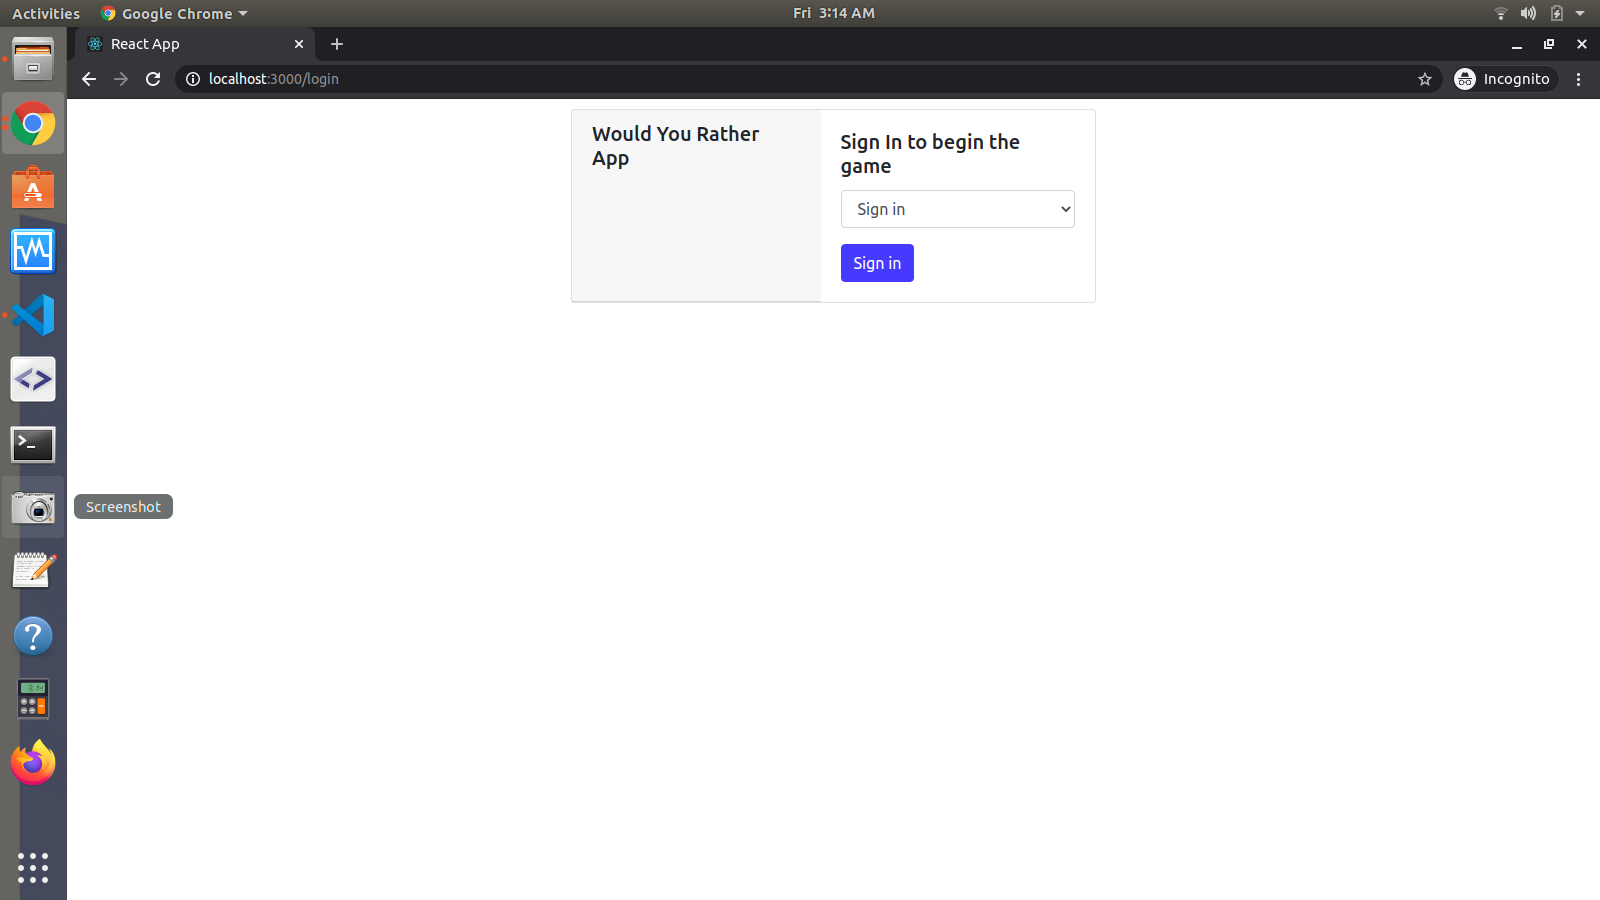 Activities
Google Chrome
Fri 3:14 AM
React App
localhost:3000/login
Incognito
Would You Rather
App
Sign In to begin the
game
Sign in
Sign in
Screenshot